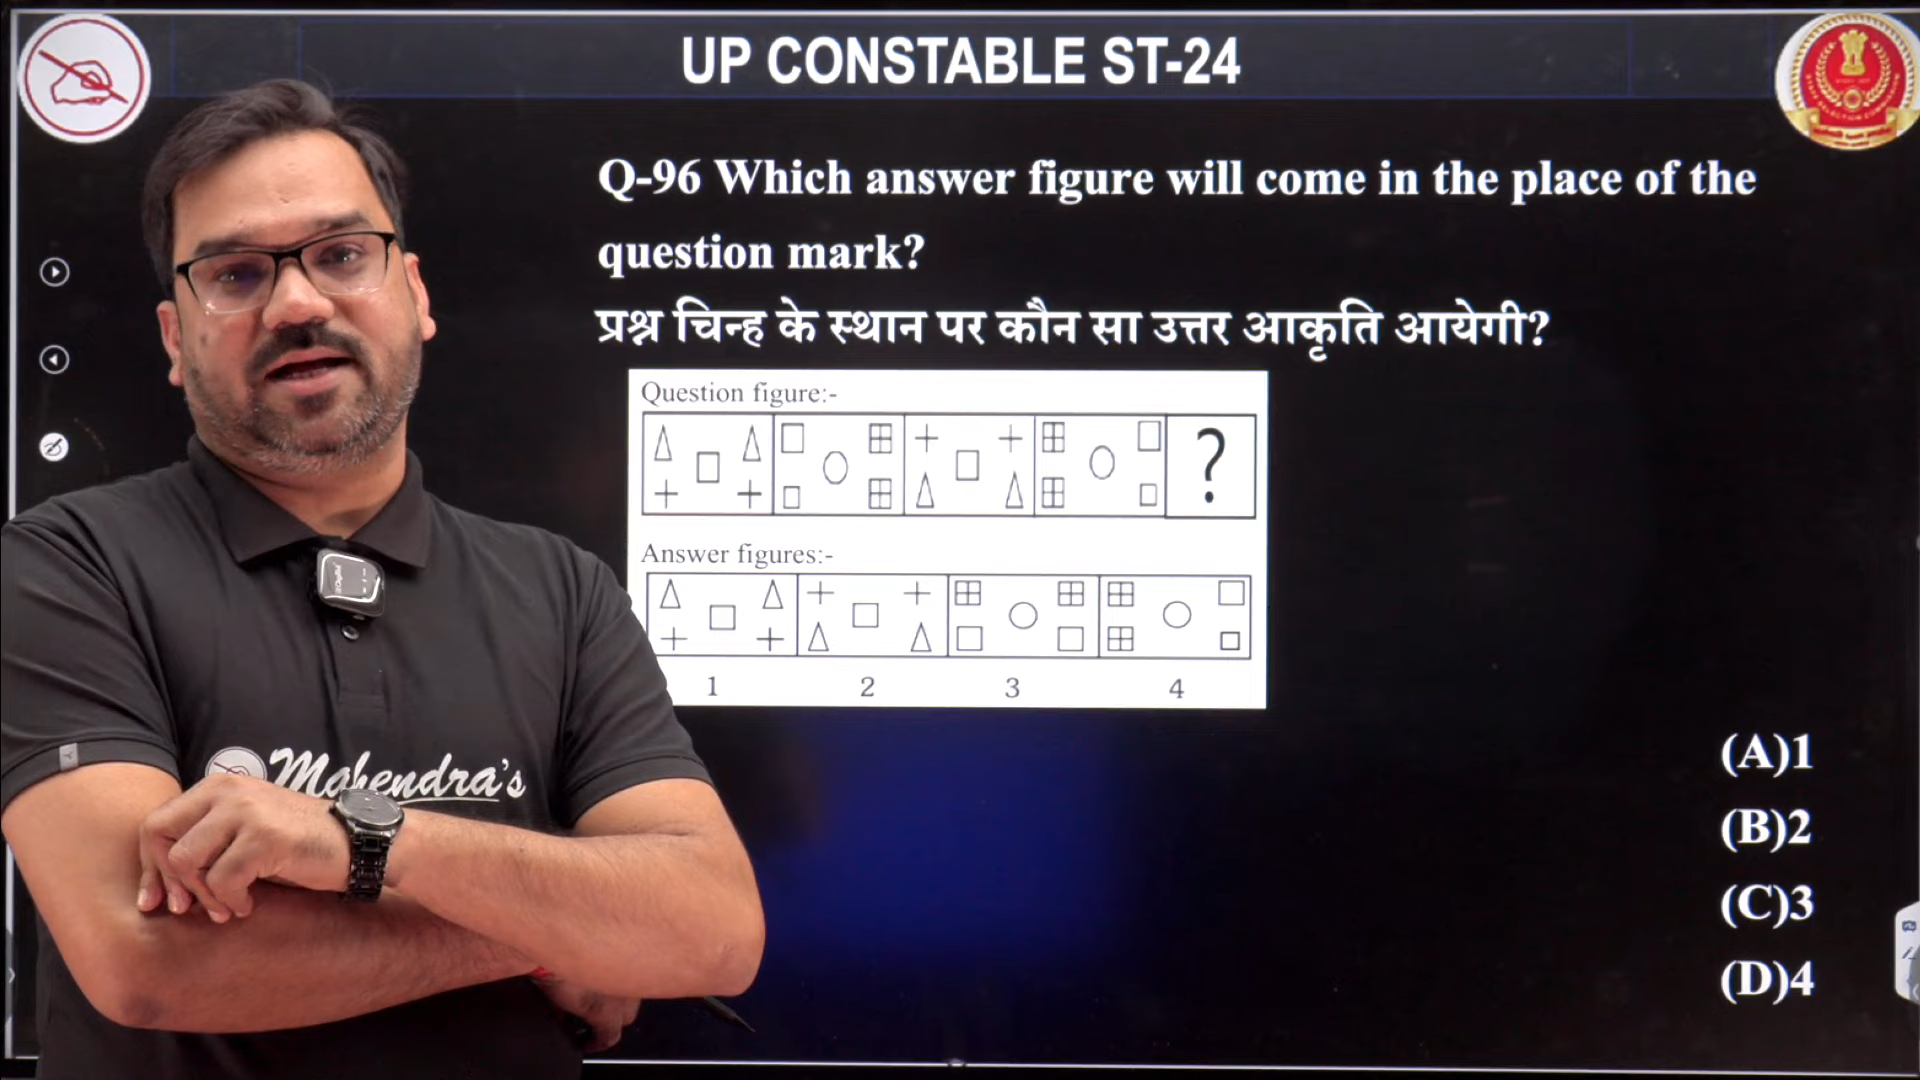 UP CONSTABLE ST-24
Q-96 Which answer figure will come in the place of the
question mark?
प्रश्न चिन्ह के स्थान पर कौन सा उत्तर आकृति आयेगी?
Question figure:-
?
Answer figures:-
1 2 3 4
(A)1
(B)2
(C)3
(D)4
Mahendra's